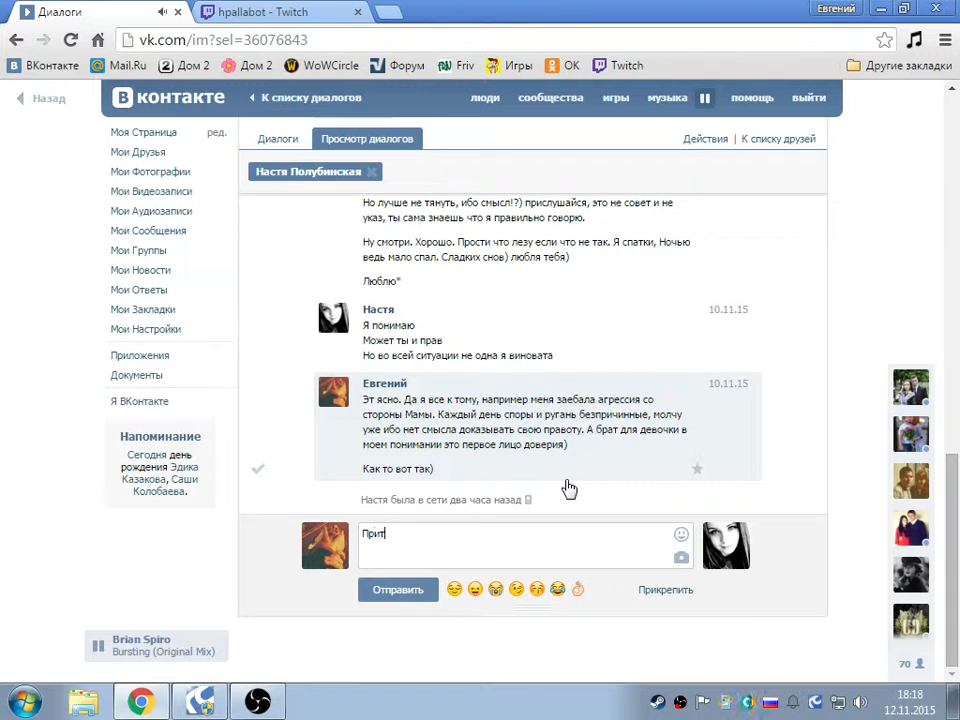 Диалоги
hpallabot - Twitch
Евгений
vk.com/im?sel=36076843
ВКонтакте
Mail.Ru
Дом 2
Дом 2
WoWCircle
Форум
Friv
Игры
OK
Twitch
Другие закладки
Назад
В контакте
К списку диалогов
люди
сообщества
игры
музыка
помощь
выйти
Моя Страница
ред.
Мои Друзья
Мои Фотографии
Мои Видеозаписи
Мои Аудиозаписи
Мои Сообщения
Мои Группы
Мои Новости
Мои Ответы
Мои Закладки
Мои Настройки
Приложения
Документы
Я ВКонтакте
Напоминание
Сегодня день
рождения Эдика
Казакова, Саши
Колобаева.
Диалоги
Просмотр диалогов
Действия | К списку друзей
Настя Полубинская
Но лучше не тянуть, ибо смысл!?) прислушайся, это не совет и не
указ, ты сама знаешь что я правильно говорю.
Ну смотри. Хорошо. Прости что лезу если что не так. Я спатки, Ночью
ведь мало спал. Сладких снов) любля тебя)
Люблю*
Настя
10.11.15
Я понимаю
Может ты и прав
Но во всей ситуации не одна я виновата
Евгений
10.11.15
Эт ясно. Да я все к тому, например меня заебала агрессия со
стороны Мамы. Каждый день споры и ругань безпричинные, молчу
уже ибо нет смысла доказывать свою правоту. А брат для девочки в
моем понимании это первое лицо доверия)
Как то вот так)
Настя была в сети два часа назад
Прит
Отправить
Прикрепить
Brian Spiro
Bursting (Original Mix)
70
18:18
12.11.2015